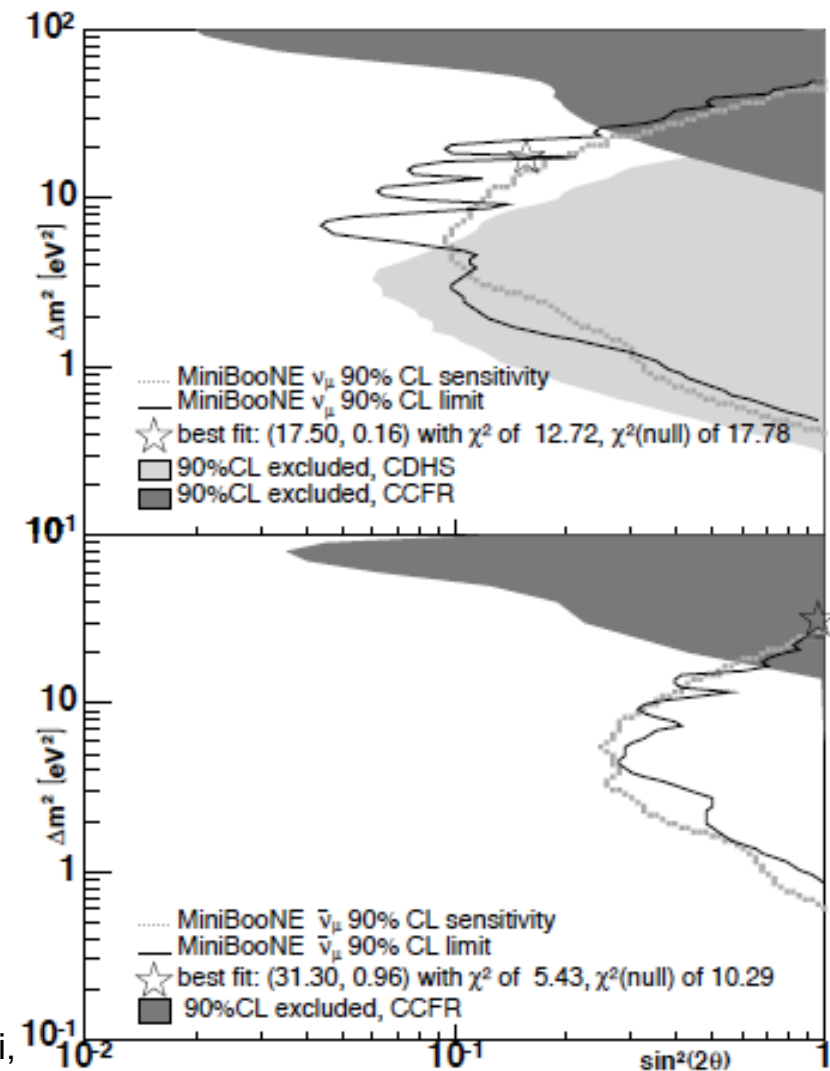 10²
10
1
10⁻¹
Δm² [eV²]
MiniBooNE νμ 90% CL sensitivity
MiniBooNE νμ 90% CL limit
best fit: (17.50, 0.16) with χ² of 12.72, χ²(null) of 17.78
90%CL excluded, CDHS
90%CL excluded, CCFR
10
1
10⁻¹
Δm² [eV²]
MiniBooNE ν̄μ 90% CL sensitivity
MiniBooNE ν̄μ 90% CL limit
best fit: (31.30, 0.96) with χ² of 5.43, χ²(null) of 10.29
90%CL excluded, CCFR
i,
10⁻² 10⁻¹ sin²(2θ) 1